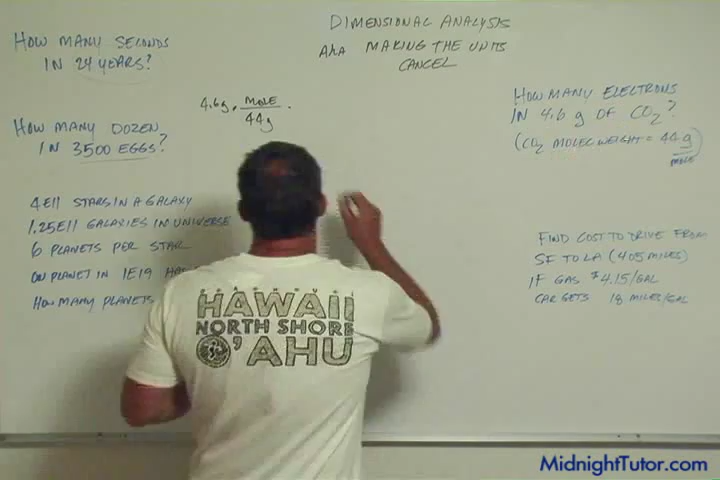 DIMENSIONAL ANALYSIS
AKA MAKING THE UNITS
CANCEL
HOW MANY SECONDS
IN 24 YEARS?
HOW MANY DOZEN
IN 3500 EGGS?
4E11 STARS IN A GALAXY
1.25E11 GALAXIES IN UNIVERSE
6 PLANETS PER STAR
ON PLANET IN 1E19
HOW MANY PLANETS
4.6g · MOLE ·
44g
HOW MANY ELECTRONS
IN 4.6 g OF CO2?
(CO2 MOLEC WEIGHT = 44 g)
MOLE
FIND COST TO DRIVE FROM
SF TO LA (405 MILES)
IF GAS $4.15/GAL
CAR GETS 18 MILES/GAL
HAWAII
NORTH SHORE
O'AHU
MidnightTutor.com